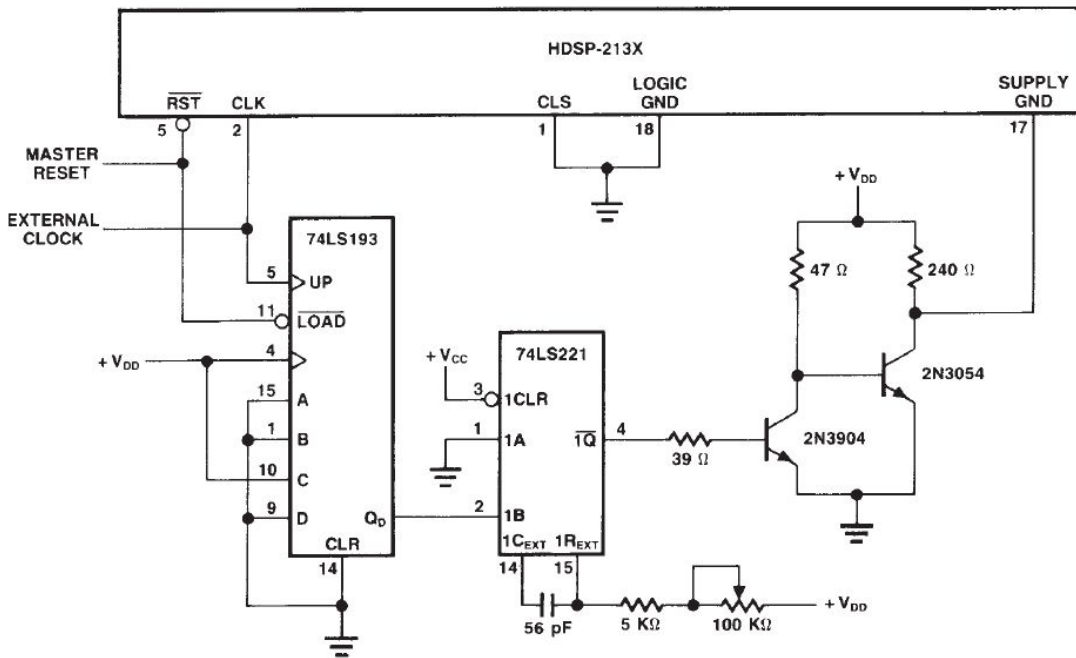 HDSP-213X
RST
CLK
CLS
LOGIC
GND
SUPPLY
GND
5
2
1
18
17
MASTER
RESET
EXTERNAL
CLOCK
74LS193
5
UP
11
LOAD
+ VDD
4
15
A
1
B
10
C
9
D
QD
CLR
14
+ VCC
74LS221
3
1CLR
1
1A
1Q
4
2
1B
1CEXT
1REXT
14
15
56 pF
5 KΩ
100 KΩ
+ VDD
39 Ω
+ VDD
47 Ω
240 Ω
2N3054
2N3904